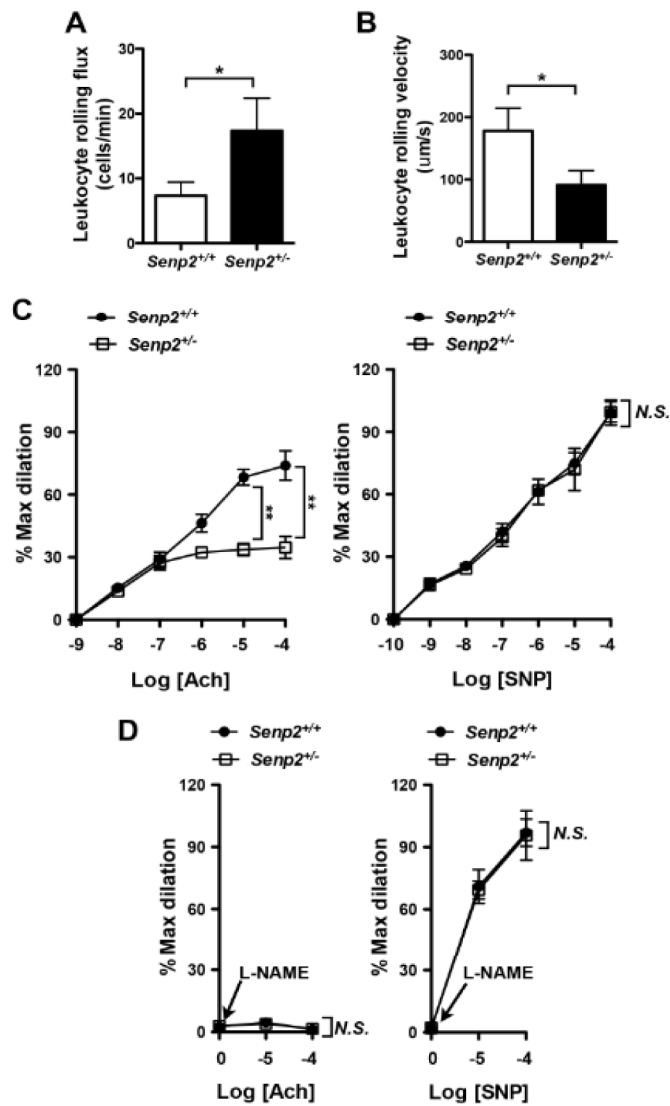 A
Leukocyte rolling flux
(cells/min)
30
20
10
0
*
Senp2+/+ Senp2+/-
B
Leukocyte rolling velocity
(um/s)
300
200
100
0
*
Senp2+/+ Senp2+/-
C
Senp2+/+
Senp2+/-
% Max dilation
120
90
60
30
0
**
**
-9 -8 -7 -6 -5 -4
Log [Ach]
Senp2+/+
Senp2+/-
% Max dilation
120
90
60
30
0
N.S.
-10 -9 -8 -7 -6 -5 -4
Log [SNP]
D
Senp2+/+
Senp2+/-
% Max dilation
120
90
60
30
0
L-NAME
N.S.
0 -5 -4
Log [Ach]
Senp2+/+
Senp2+/-
% Max dilation
120
90
60
30
0
N.S.
L-NAME
0 -5 -4
Log [SNP]